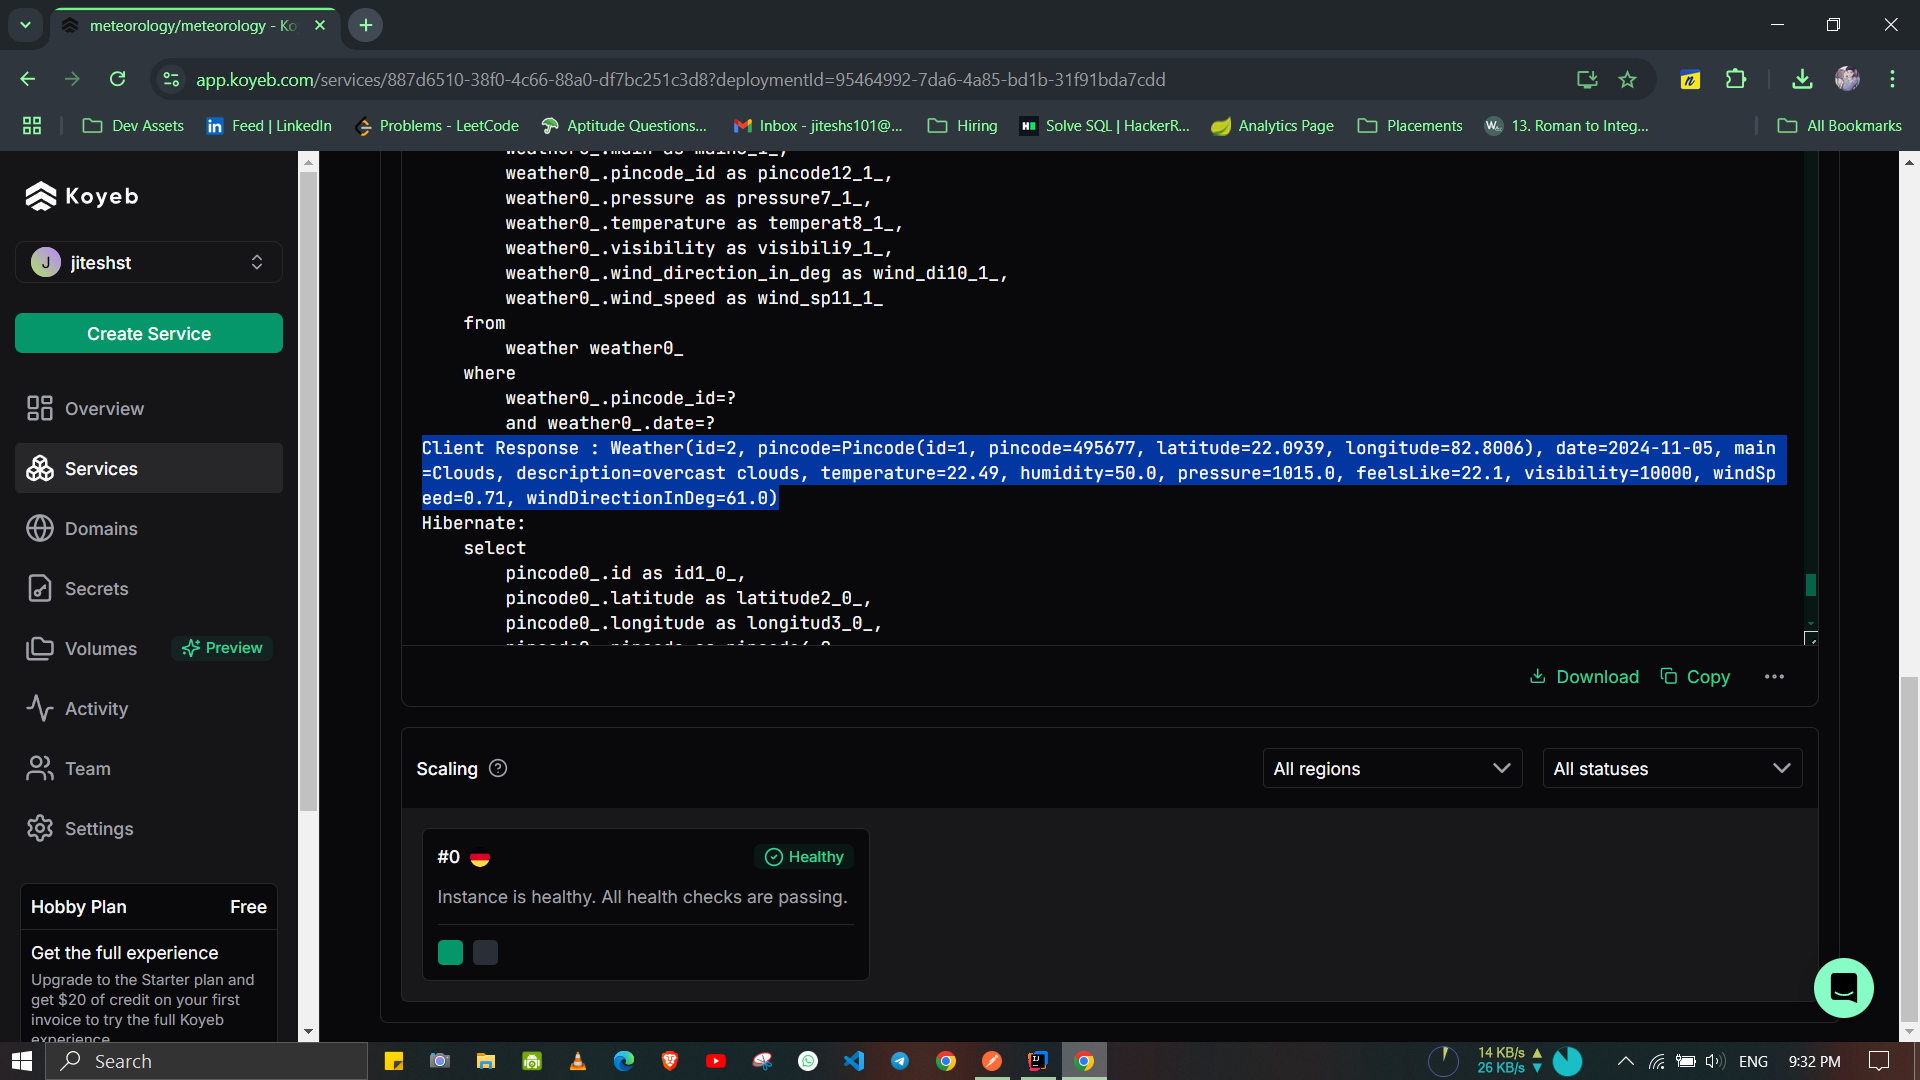 meteorology/meteorology - Ko
app.koyeb.com/services/887d6510-38f0-4c66-88a0-df7bc251c3d8?deploymentId=95464992-7da6-4a85-bd1b-31f91bda7cdd
Dev Assets
Feed | LinkedIn
Problems - LeetCode
Aptitude Questions...
Inbox - jiteshs101@...
Hiring
Solve SQL | HackerR...
Analytics Page
Placements
13. Roman to Integ...
All Bookmarks
Koyeb
J jiteshst
Create Service
Overview
Services
Domains
Secrets
Volumes
Preview
Activity
Team
Settings
Hobby Plan Free
Get the full experience
Upgrade to the Starter plan and
get $20 of credit on your first
invoice to try the full Koyeb
experience
weather0_.main as main6_1_,
weather0_.pincode_id as pincode12_1_,
weather0_.pressure as pressure7_1_,
weather0_.temperature as temperat8_1_,
weather0_.visibility as visibili9_1_,
weather0_.wind_direction_in_deg as wind_di10_1_,
weather0_.wind_speed as wind_sp11_1_
from
weather weather0_
where
weather0_.pincode_id=?
and weather0_.date=?
Client Response : Weather(id=2, pincode=Pincode(id=1, pincode=495677, latitude=22.0939, longitude=82.8006), date=2024-11-05, main
=Clouds, description=overcast clouds, temperature=22.49, humidity=50.0, pressure=1015.0, feelsLike=22.1, visibility=10000, windSp
eed=0.71, windDirectionInDeg=61.0)
Hibernate:
select
pincode0_.id as id1_0_,
pincode0_.latitude as latitude2_0_,
pincode0_.longitude as longitud3_0_,
Download
Copy
Scaling
All regions
All statuses
#0
Healthy
Instance is healthy. All health checks are passing.
Search
14 KB/s
26 KB/s
ENG
9:32 PM